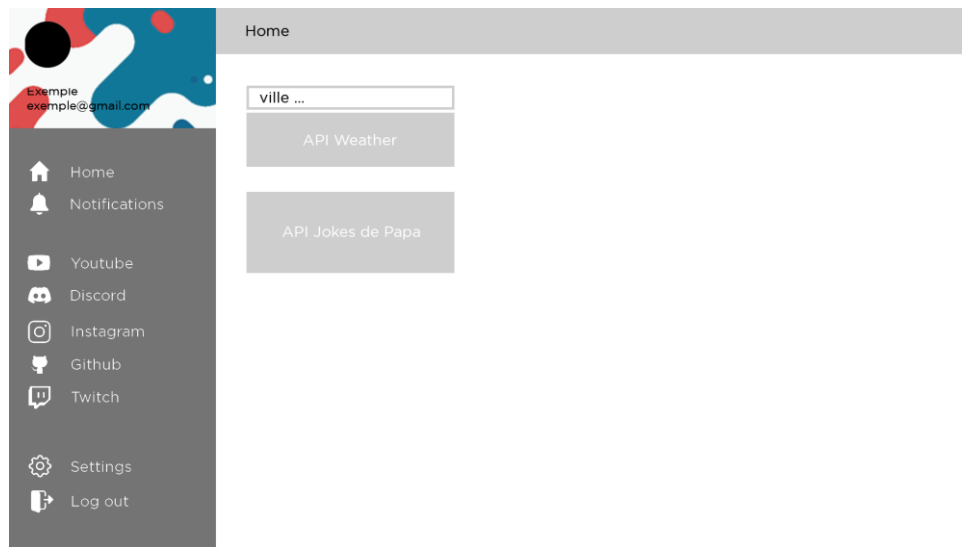 Exemple
exemple@gmail.com
Home
Notifications
Youtube
Discord
Instagram
Github
Twitch
Settings
Log out
Home
ville ...
API Weather
API Jokes de Papa